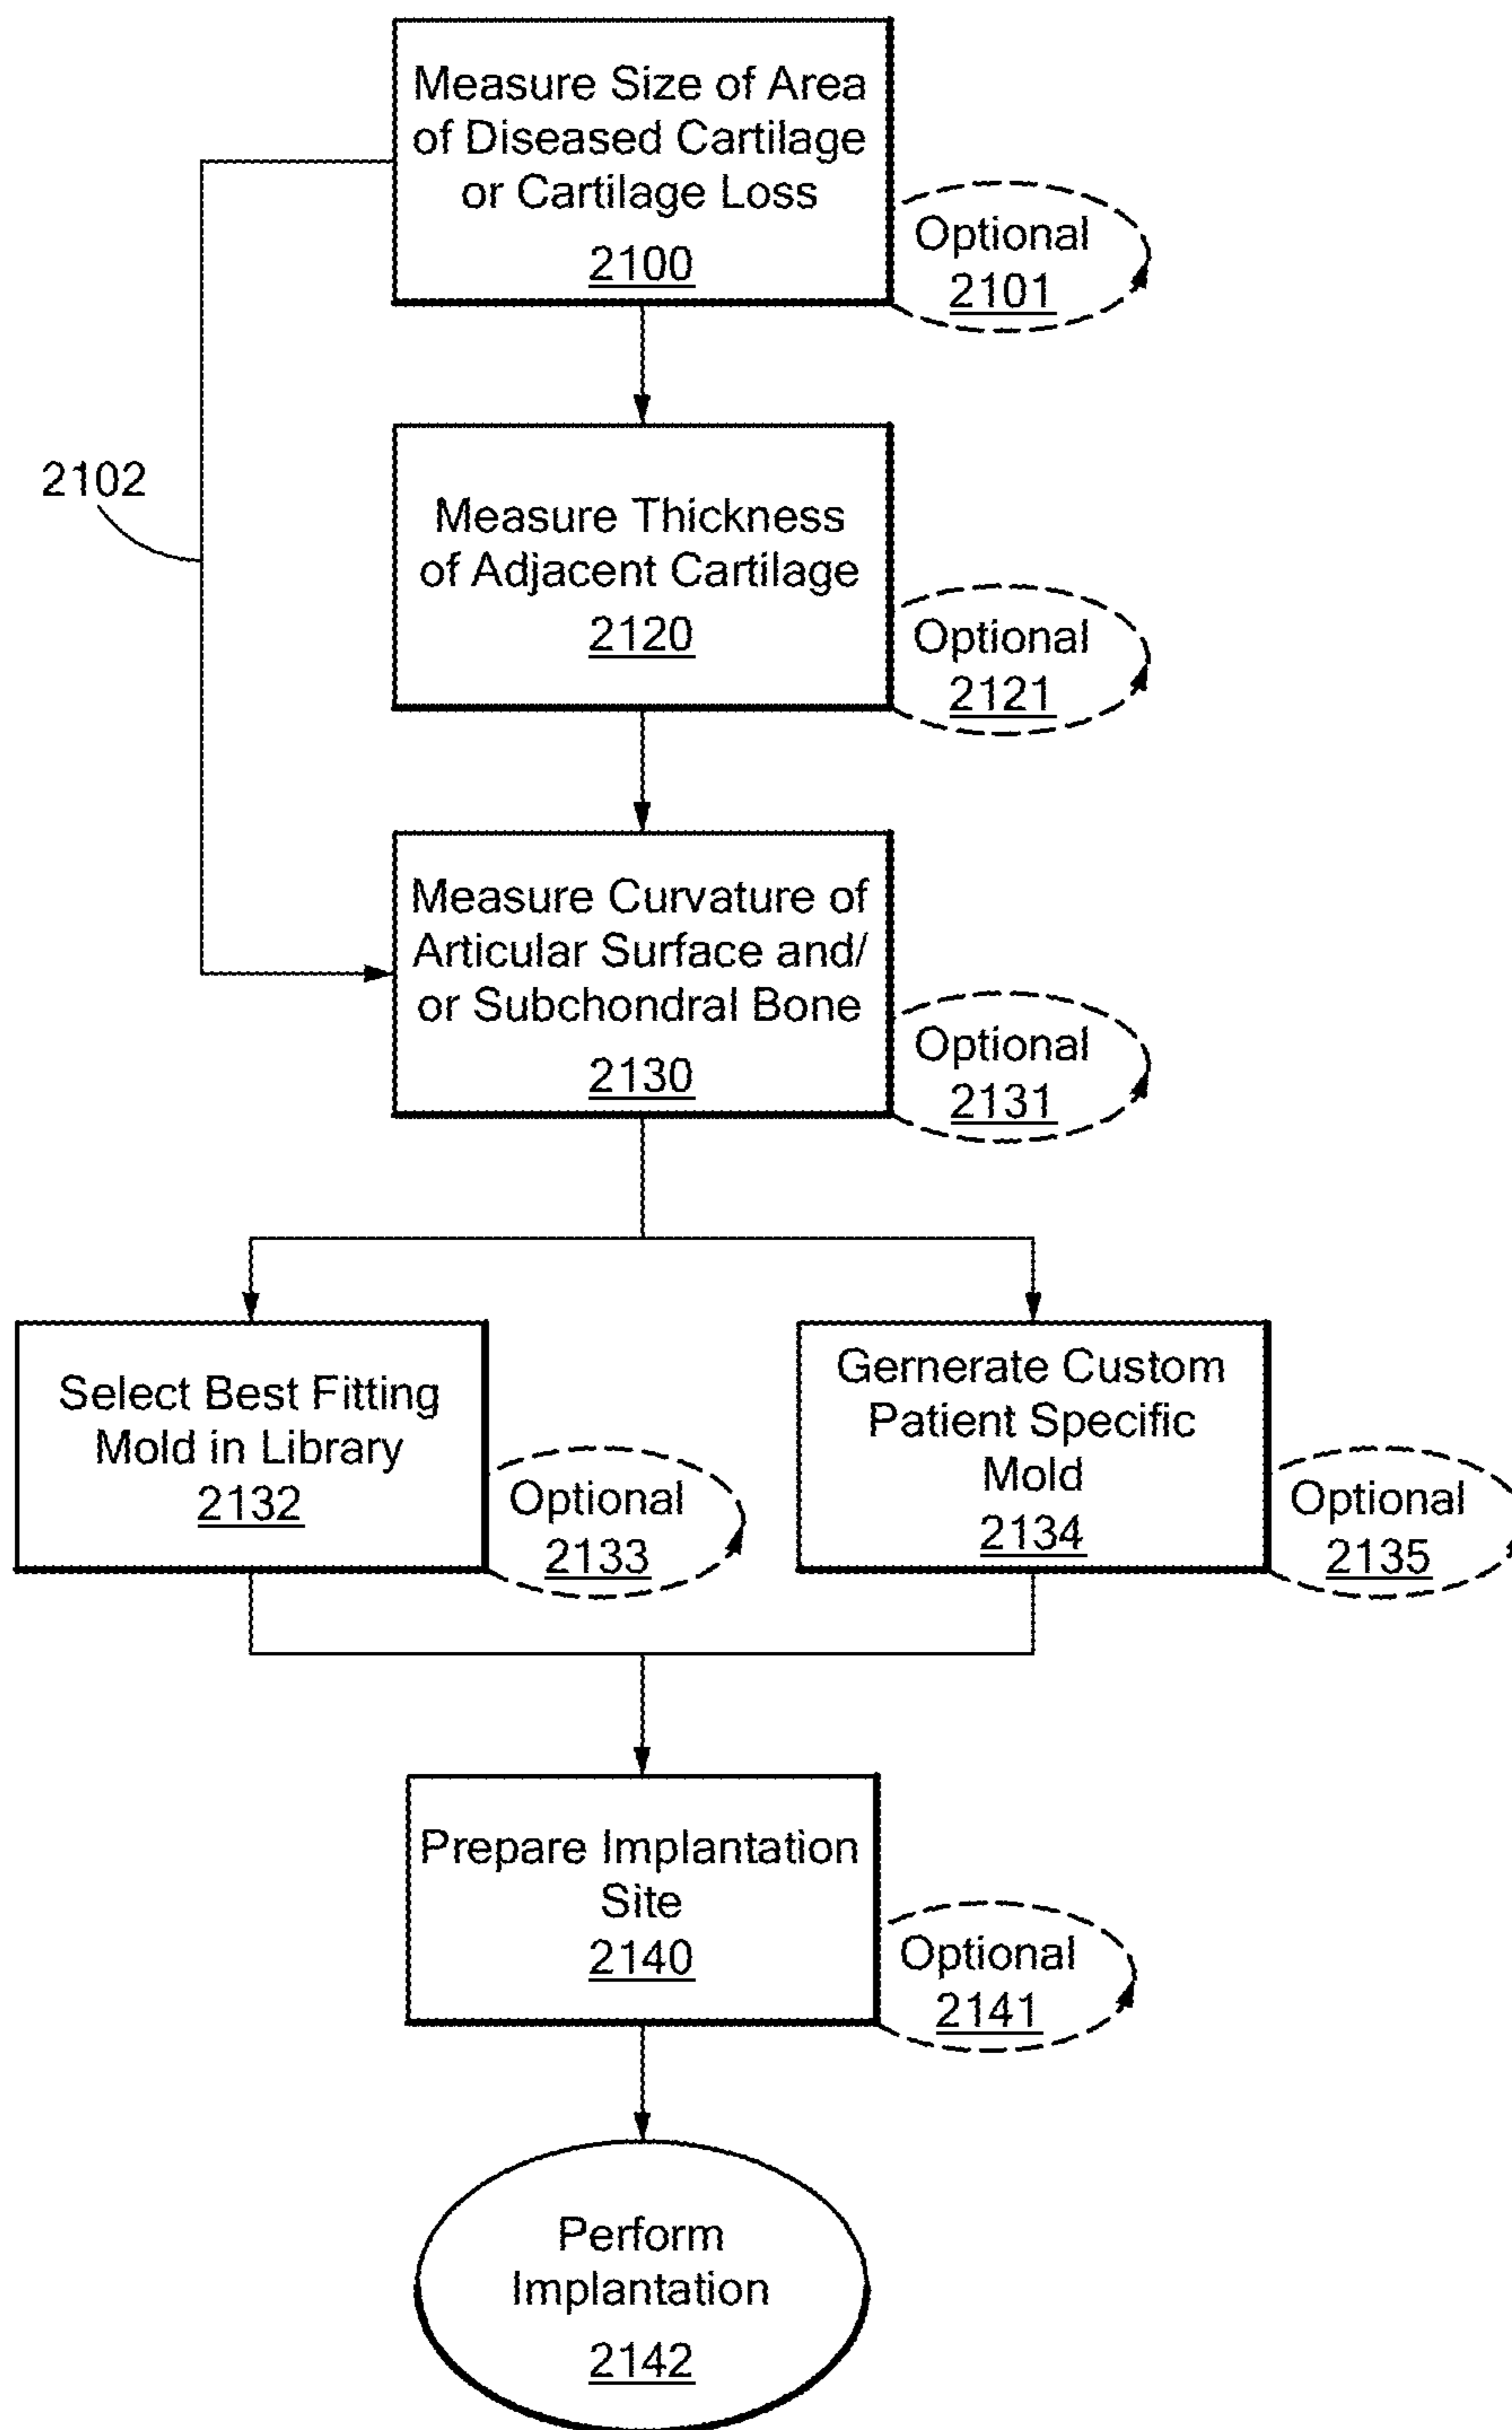 Measure Size of Area
of Diseased Cartilage
or Cartilage Loss
2100
Optional
2101
2102
Measure Thickness
of Adjacent Cartilage
2120
Optional
2121
Measure Curvature of
Articular Surface and/
or Subchondral Bone
2130
Optional
2131
Select Best Fitting
Mold in Library
2132
Optional
2133
Gernerate Custom
Patient Specific
Mold
2134
Optional
2135
Prepare Implantation
Site
2140
Optional
2141
Perform
Implantation
2142